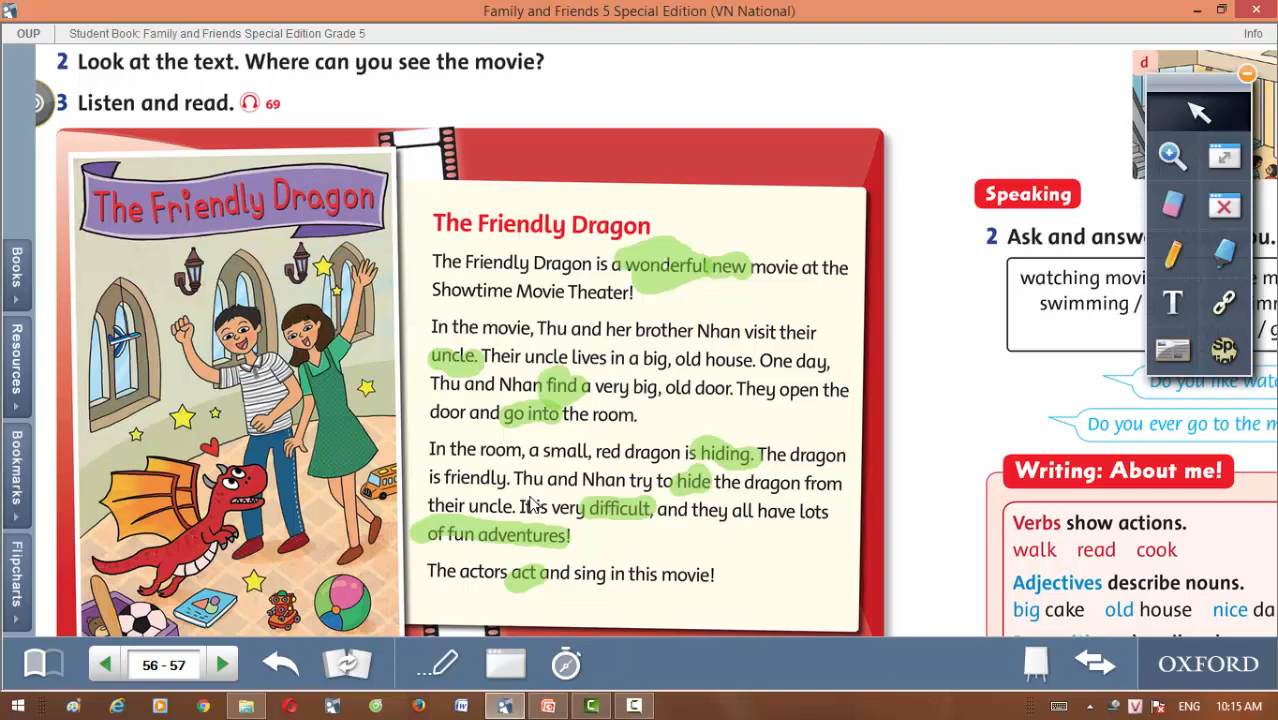 Family and Friends 5 Special Edition (VN National)
OUP
Student Book: Family and Friends Special Edition Grade 5
Info
2 Look at the text. Where can you see the movie?
3 Listen and read. 69
The Friendly Dragon
The Friendly Dragon
The Friendly Dragon is a wonderful new movie at the
Showtime Movie Theater!
In the movie, Thu and her brother Nhan visit their
uncle. Their uncle lives in a big, old house. One day,
Thu and Nhan find a very big, old door. They open the
door and go into the room.
In the room, a small, red dragon is hiding. The dragon
is friendly. Thu and Nhan try to hide the dragon from
their uncle. It is very difficult, and they all have lots
of fun adventures!
The actors act and sing in this movie!
d
Speaking
2 Ask and
watching
swimming /
Do you like
Do you ever go to the
Writing: About me!
Verbs show actions.
walk read cook
Adjectives describe nouns.
big cake old house nice
Books
Resources
Bookmarks
Flipcharts
T
56 - 57
OXFORD
ENG
10:15 AM